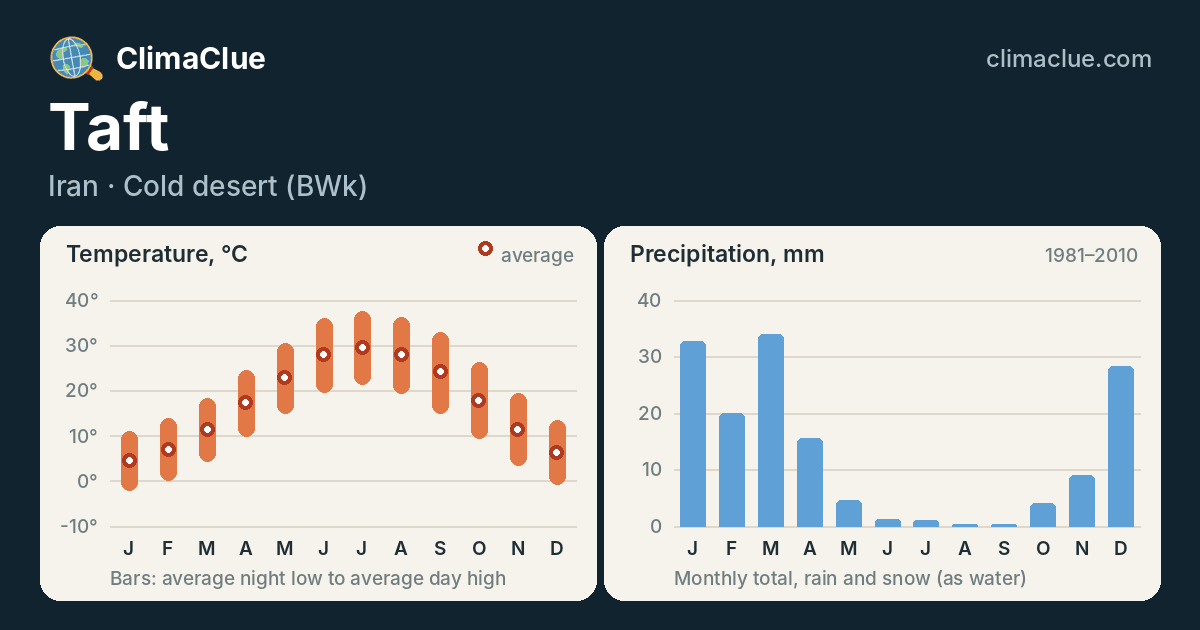 ClimaClue
climaclue.com
Taft
Iran · Cold desert (BWk)
Temperature, °C
average
40°
30°
20°
10°
0°
-10°
J F M A M J J A S O N D
Bars: average night low to average day high
Precipitation, mm
1981–2010
40
30
20
10
0
J F M A M J J A S O N D
Monthly total, rain and snow (as water)